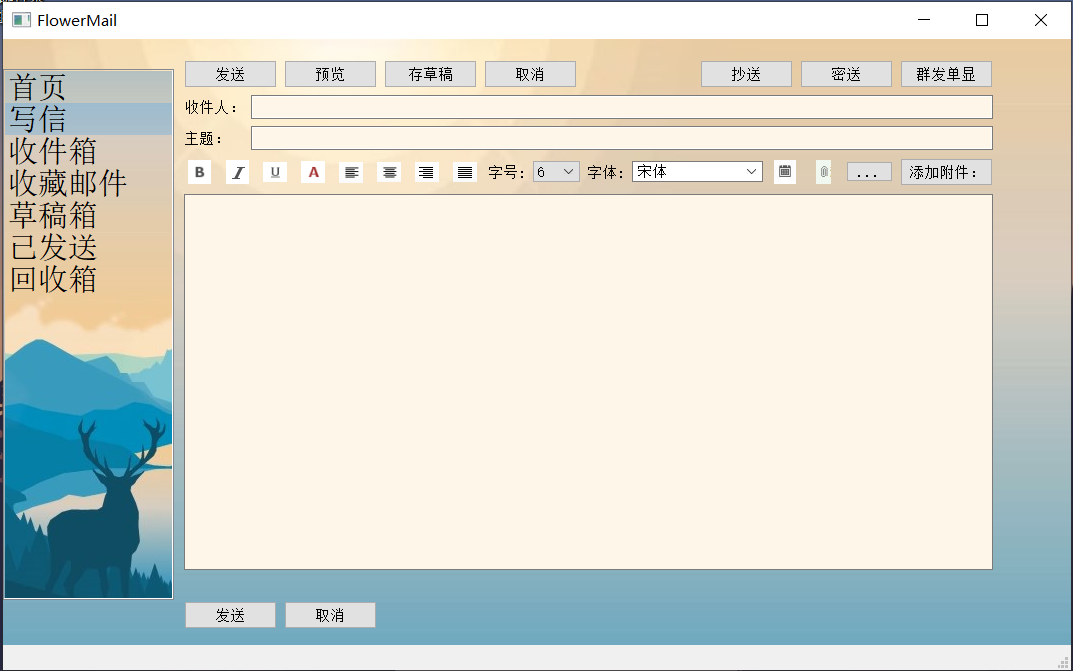 FlowerMail
首页
写信
收件箱
收藏邮件
草稿箱
已发送
回收箱
发送 预览 存草稿 取消 抄送 密送 群发单显
收件人：
主题：
B I U A 字号： 6 字体： 宋体 ... 添加附件：
发送 取消